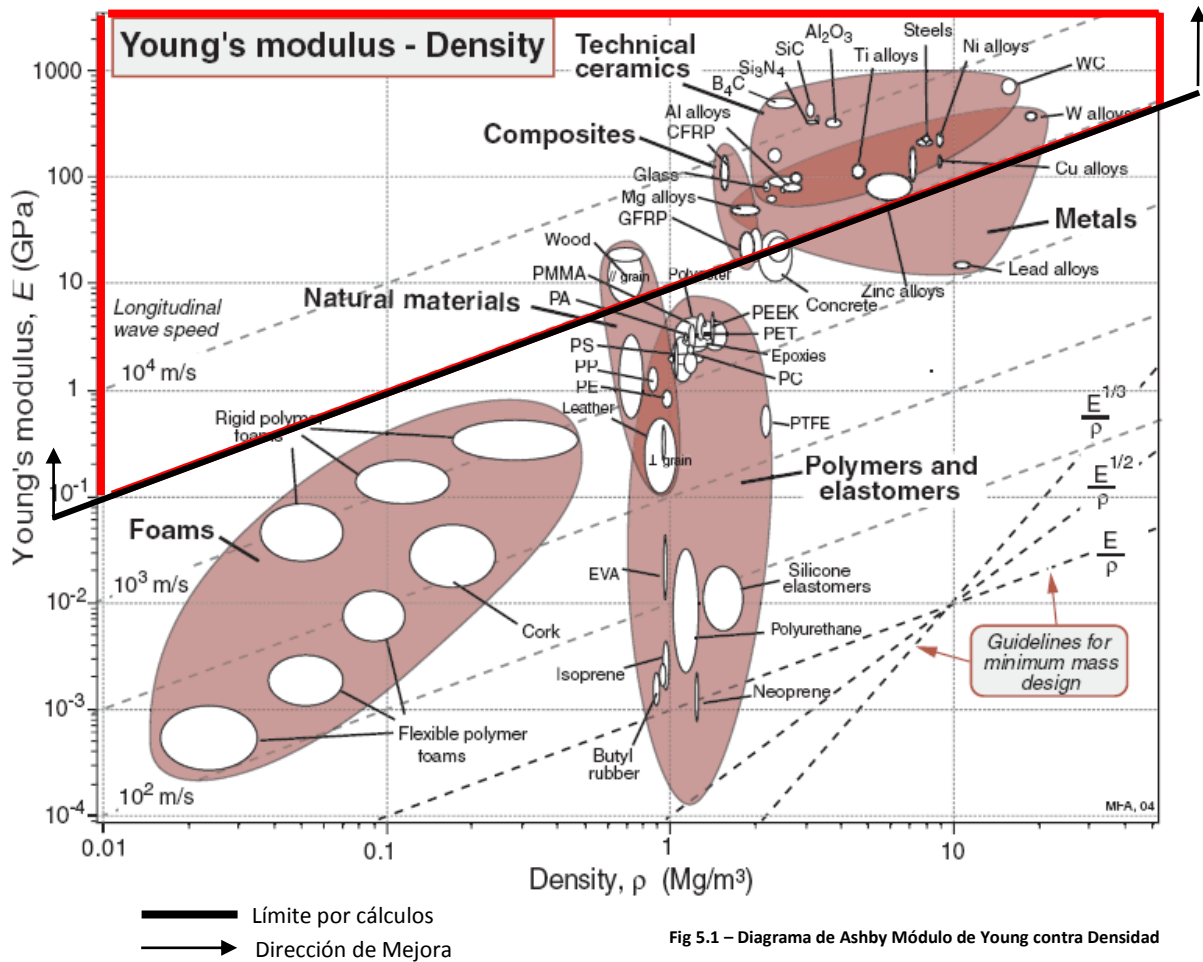 Young's modulus - Density
Technical
ceramics
Al2O3
SiC
Si3N4
B4C
Steels
Ti alloys
Ni alloys
WC
W alloys
Cu alloys
Metals
Lead alloys
Zinc alloys
Al alloys
CFRP
Composites
Glass
Mg alloys
GFRP
Concrete
Wood
// grain
PMMA
Polyester
Natural materials
PA
PEEK
PET
PS
Epoxies
PP
PC
PE
Leather
PTFE
⊥ grain
Polymers and
elastomers
Longitudinal
wave speed
10^4 m/s
Rigid polymer
foams
Foams
10^3 m/s
Cork
EVA
Silicone
elastomers
Polyurethane
Isoprene
Neoprene
Butyl
rubber
Flexible polymer
foams
10^2 m/s
E^1/3
ρ
E^1/2
ρ
E
ρ
Guidelines for
minimum mass
design
MFA, 04
Young's modulus, E (GPa)
1000
100
10
1
10^-1
10^-2
10^-3
10^-4
0.01
0.1
1
10
Density, ρ (Mg/m³)
Límite por cálculos
Dirección de Mejora
Fig 5.1 – Diagrama de Ashby Módulo de Young contra Densidad